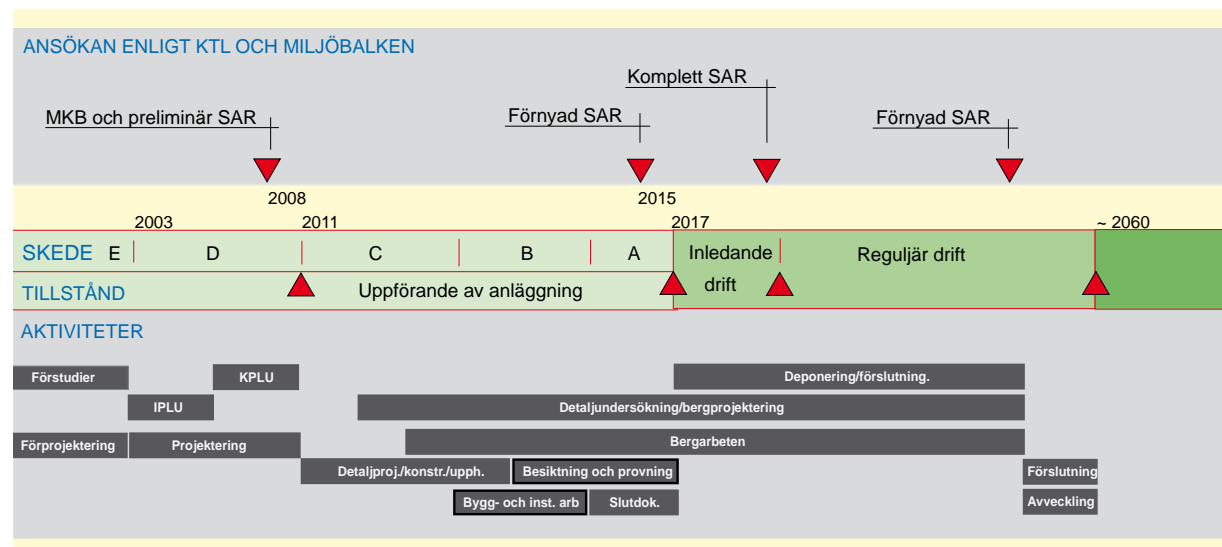 ANSÖKAN ENLIGT KTL OCH MILJÖBALKEN
Komplett SAR
MKB och preliminär SAR
Förnyad SAR
Förnyad SAR
2008
2015
2003
2011
2017
~ 2060
SKEDE E D C B A Inledande drift Reguljär drift
TILLSTÅND Uppförande av anläggning
AKTIVITETER
Förstudier
KPLU
Deponering/förslutning.
IPLU
Detaljundersökning/bergprojektering
Förprojektering
Projektering
Bergarbeten
Detaljproj./konstr./upph.
Besiktning och provning
Förslutning
Bygg- och inst. arb
Slutdok.
Avveckling